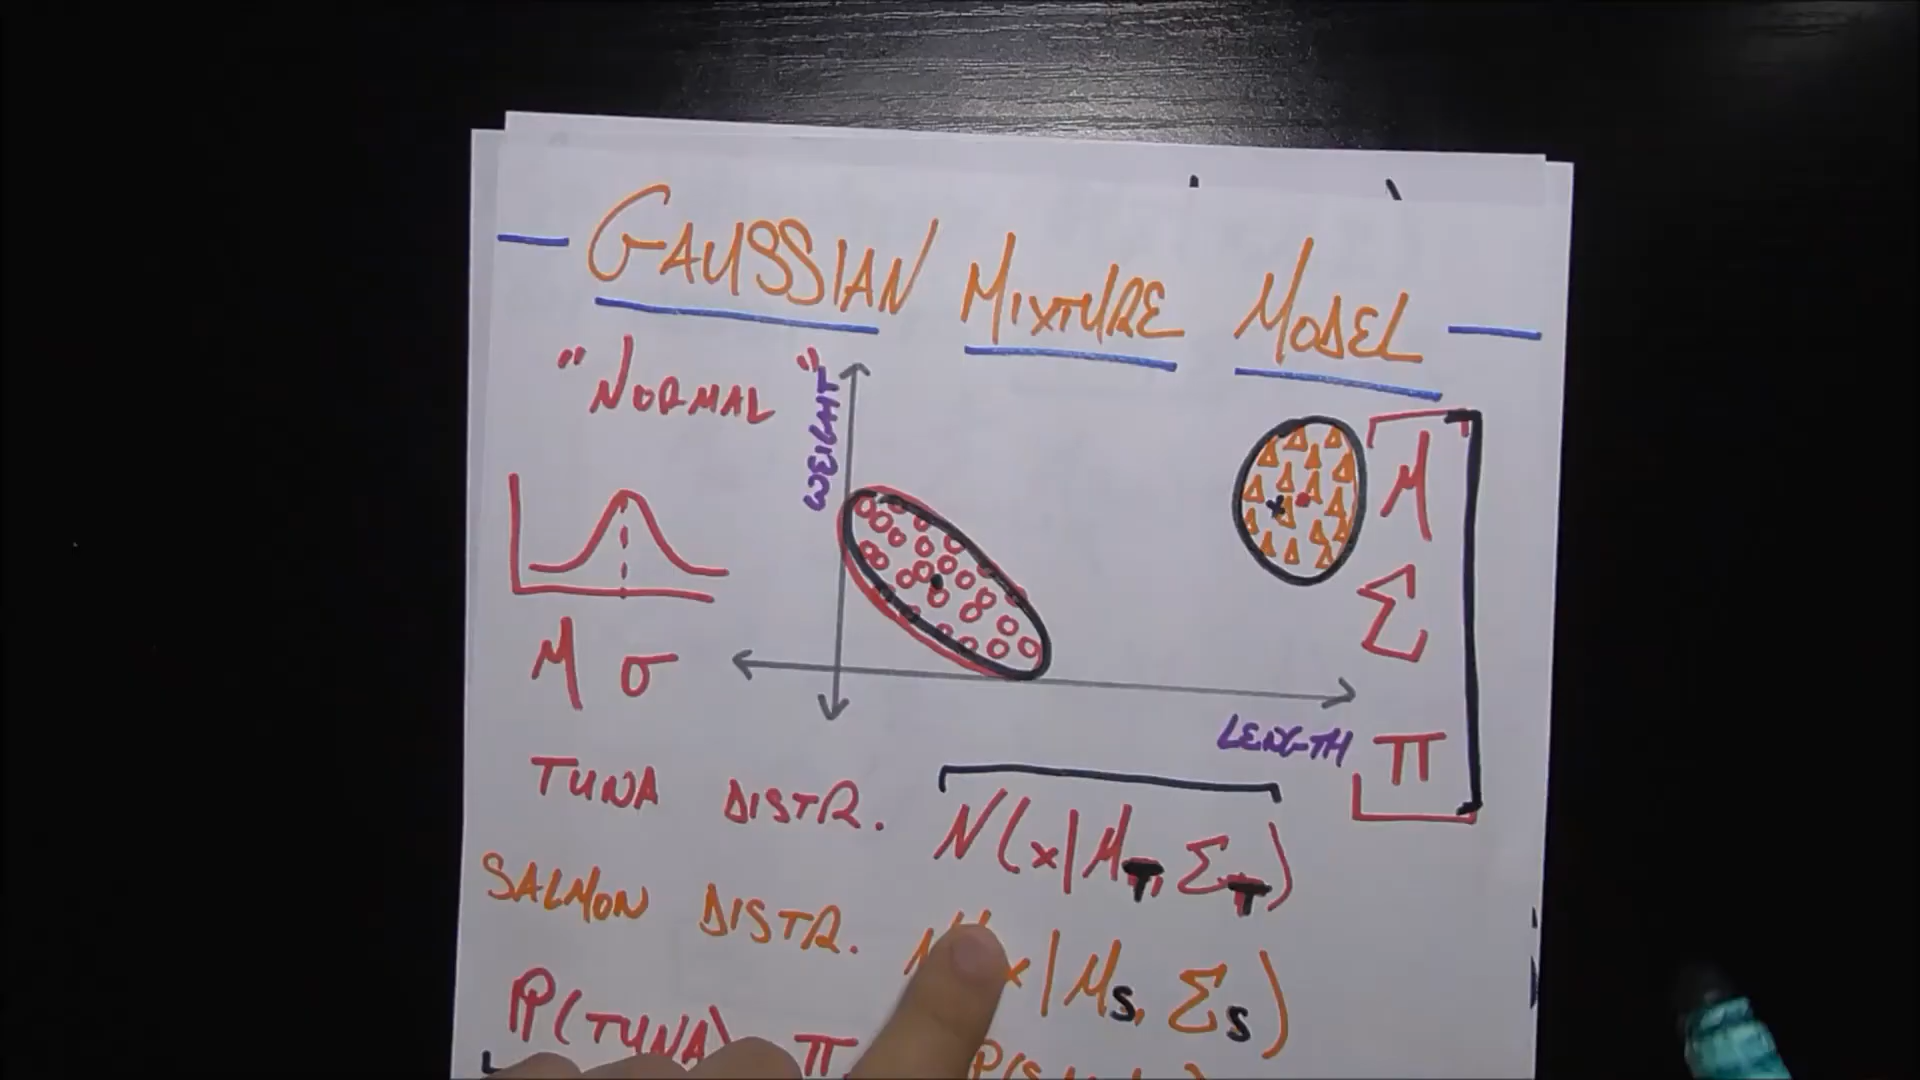 GAUSSIAN MIXTURE MODEL
"NORMAL"
WEIGHT
μ
Σ
π
μ σ
LENGTH
TUNA DISTR. N(x|μT, ΣT)
SALMON DISTR. x|μS, ΣS)
P(TUNA) π